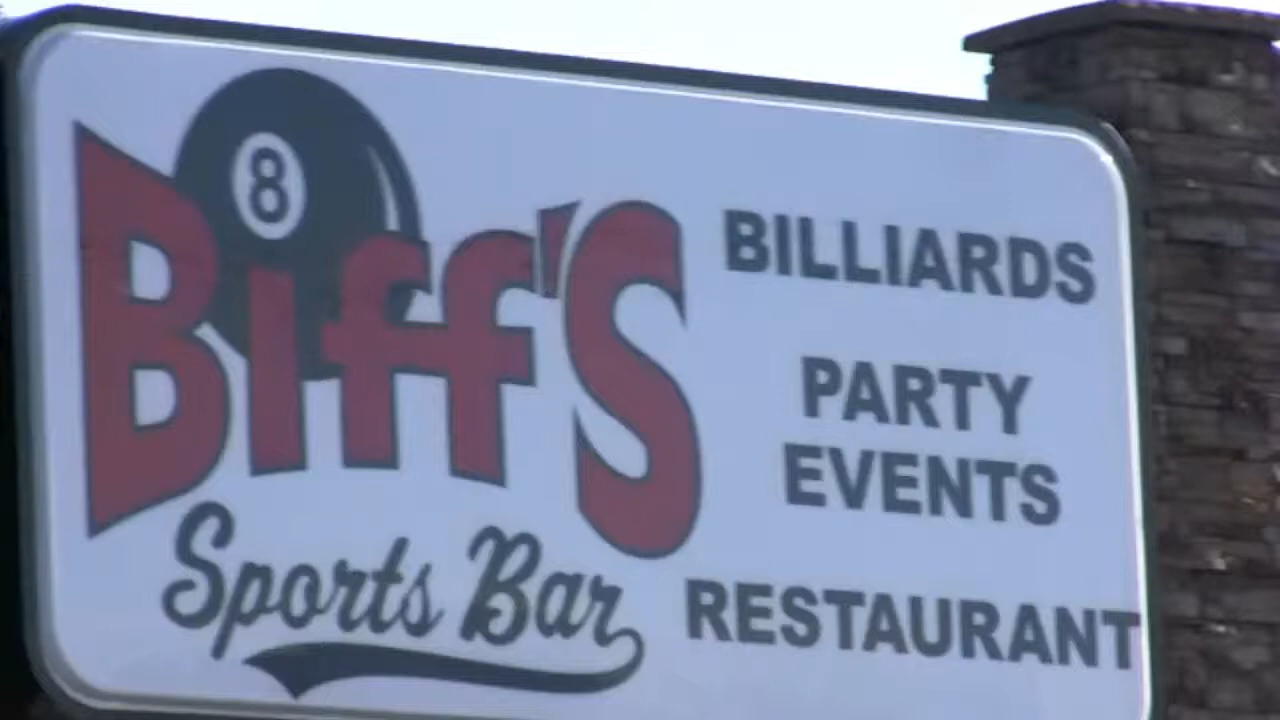 8
Biff's
Sports Bar
BILLIARDS
PARTY
EVENTS
RESTAURANT